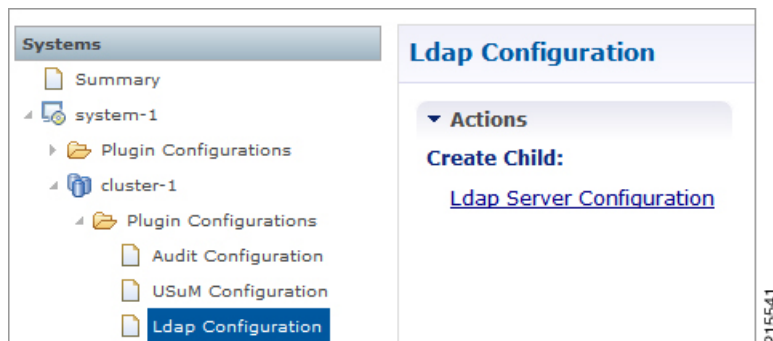 Systems
Summary
system-1
Plugin Configurations
cluster-1
Plugin Configurations
Audit Configuration
USuM Configuration
Ldap Configuration
Ldap Configuration
Actions
Create Child:
Ldap Server Configuration